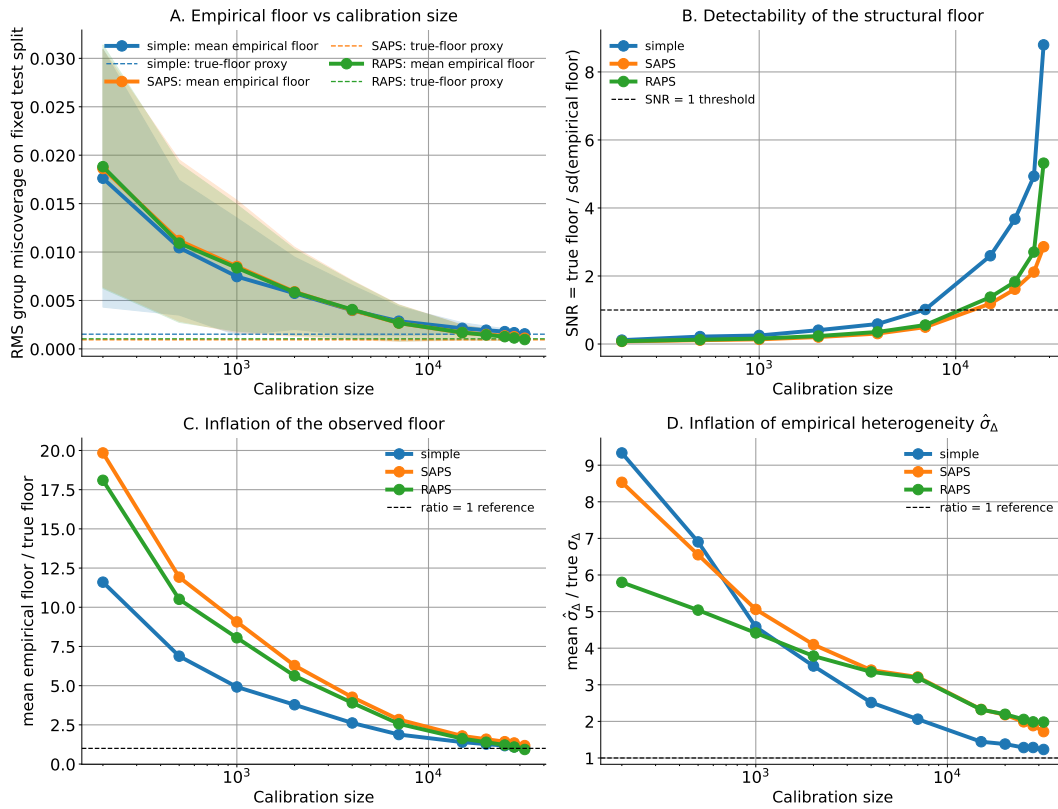 A. Empirical floor vs calibration size
RMS group miscoverage on fixed test split
0.030
0.025
0.020
0.015
0.010
0.005
0.000
simple: mean empirical floor
simple: true-floor proxy
SAPS: mean empirical floor
SAPS: true-floor proxy
RAPS: mean empirical floor
RAPS: true-floor proxy
10³
10⁴
Calibration size
B. Detectability of the structural floor
SNR = true floor / sd(empirical floor)
8
6
4
2
0
simple
SAPS
RAPS
SNR = 1 threshold
10³
10⁴
Calibration size
C. Inflation of the observed floor
mean empirical floor / true floor
20.0
17.5
15.0
12.5
10.0
7.5
5.0
2.5
0.0
simple
SAPS
RAPS
ratio = 1 reference
10³
10⁴
Calibration size
D. Inflation of empirical heterogeneity σ̂_Δ
mean σ̂_Δ / true σ_Δ
9
8
7
6
5
4
3
2
1
simple
SAPS
RAPS
ratio = 1 reference
10³
10⁴
Calibration size